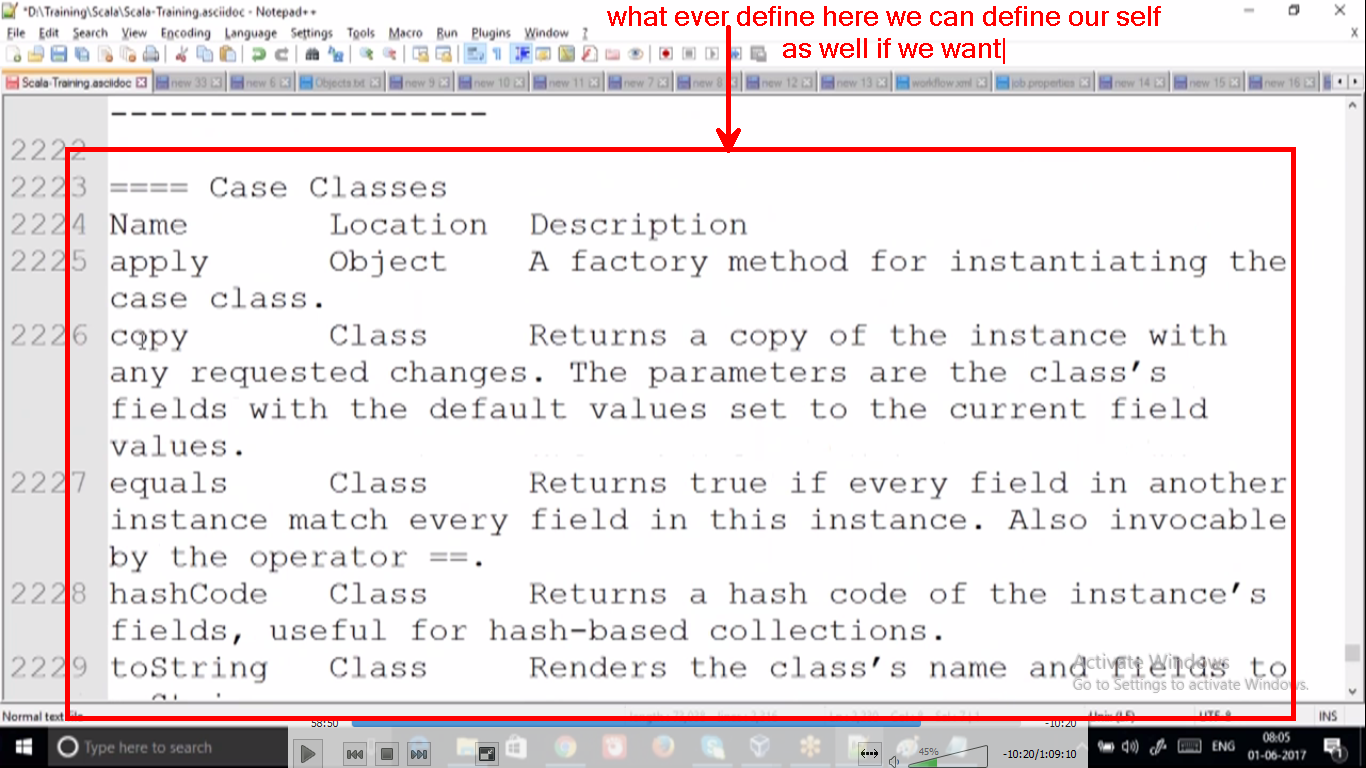 *D:\Training\Scala\Scala-Training.asciidoc - Notepad++
what ever define here we can define our self
as well if we want
File Edit Search View Encoding Language Settings Tools Macro Run Plugins Window ?
X
Scala-Training.asciidoc new 33 new 6 Objects.txt new 9 new 10 new 11 new 7 new 8 new 12 new 13 workflow.xml job.properties new 14 new 15 new 16
-------------------
2222
2223 ==== Case Classes
2224 Name Location Description
2225 apply Object A factory method for instantiating the
case class.
2226 copy Class Returns a copy of the instance with
any requested changes. The parameters are the class's
fields with the default values set to the current field
values.
2227 equals Class Returns true if every field in another
instance match every field in this instance. Also invocable
by the operator ==.
2228 hashCode Class Returns a hash code of the instance's
fields, useful for hash-based collections.
2229 toString Class Renders the class's name and fields to
Activate Windows
Go to Settings to activate Windows.
Normal text file
INS
58:50
-10:20
Type here to search
45%
-10:20/1:09:10
ENG
08:05
01-06-2017